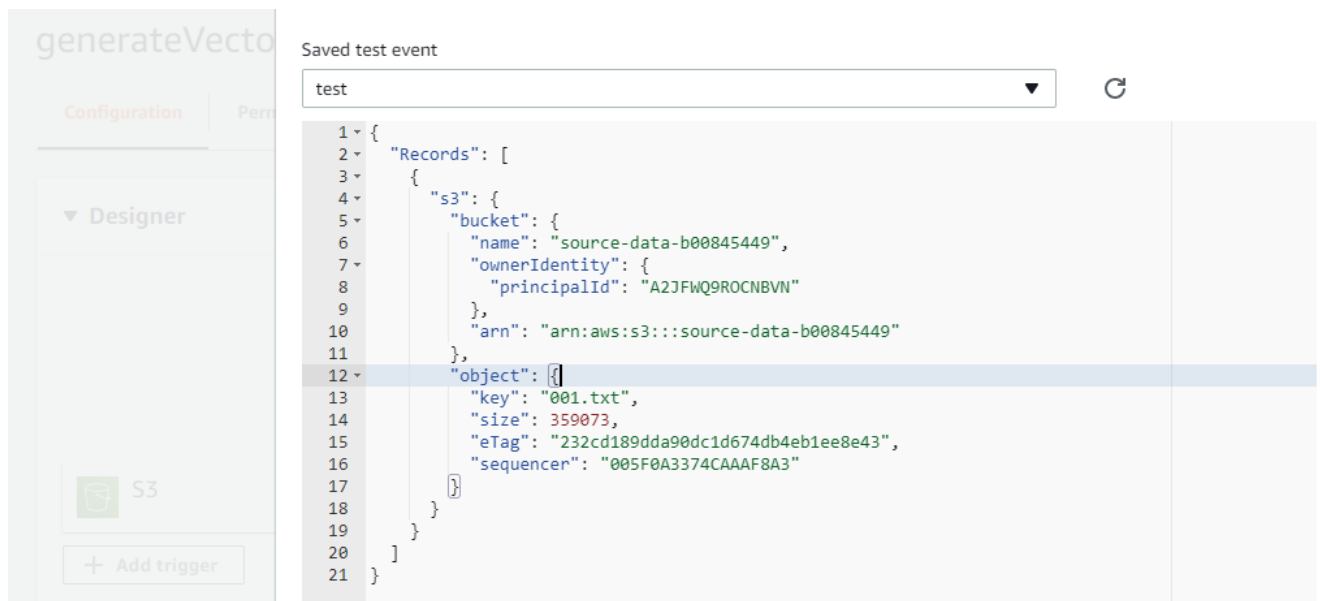 generateVecto
Configuration
Perm
Designer
S3
+ Add trigger
Saved test event
test
1 {
2 "Records": [
3 {
4 "s3": {
5 "bucket": {
6 "name": "source-data-b00845449",
7 "ownerIdentity": {
8 "principalId": "A2JFWQ9ROCNBVN"
9 },
10 "arn": "arn:aws:s3:::source-data-b00845449"
11 },
12 "object": {
13 "key": "001.txt",
14 "size": 359073,
15 "eTag": "232cd189dda90dc1d674db4eb1ee8e43",
16 "sequencer": "005F0A3374CAAAF8A3"
17 }
18 }
19 }
20 ]
21 }